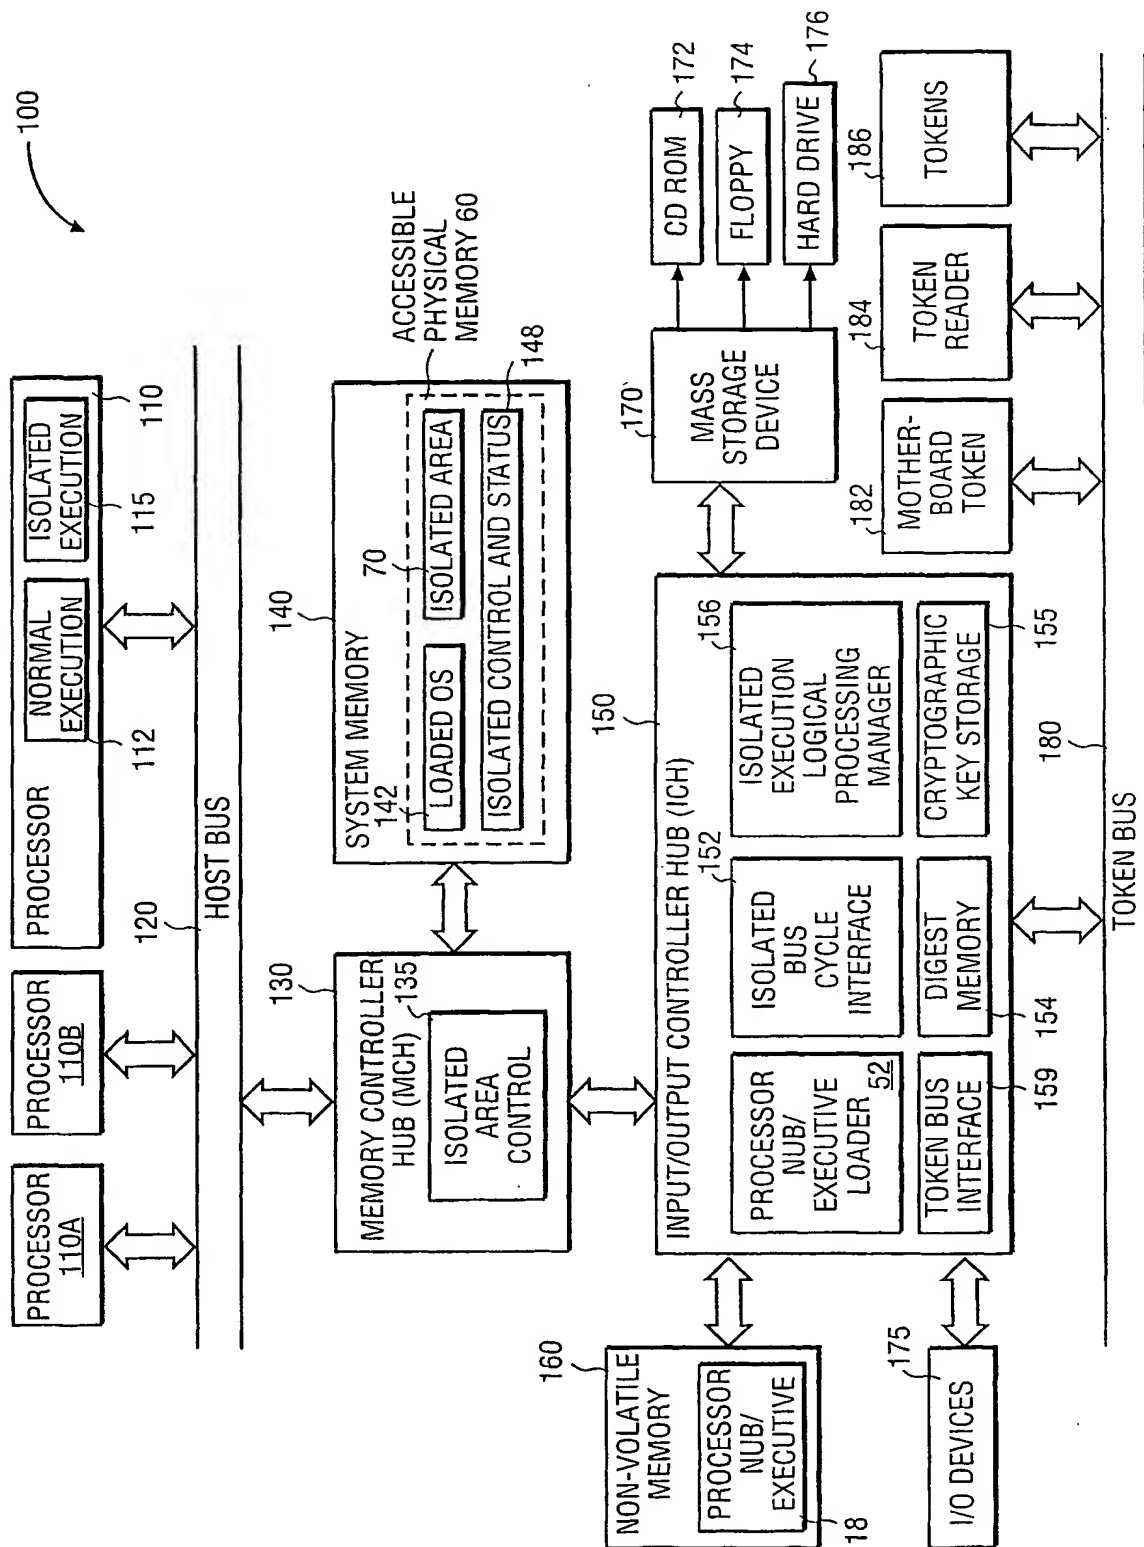 100
PROCESSOR
110A
PROCESSOR
110B
PROCESSOR
NORMAL
EXECUTION
112
ISOLATED
EXECUTION
115
110
120
HOST BUS
130
MEMORY CONTROLLER
HUB (MCH)
135
ISOLATED
AREA
CONTROL
140
SYSTEM MEMORY
142
LOADED OS
70
ISOLATED AREA
ISOLATED CONTROL AND STATUS
148
ACCESSIBLE
PHYSICAL
MEMORY 60
150
INPUT/OUTPUT CONTROLLER HUB (ICH)
PROCESSOR
NUB/
EXECUTIVE
LOADER 52
152
ISOLATED
BUS
CYCLE
INTERFACE
156
ISOLATED
EXECUTION
LOGICAL
PROCESSING
MANAGER
TOKEN BUS
INTERFACE
159
DIGEST
MEMORY
154
CRYPTOGRAPHIC
KEY STORAGE
155
160
NON-VOLATILE
MEMORY
PROCESSOR
NUB/
EXECUTIVE
18
175
I/O DEVICES
170
MASS
STORAGE
DEVICE
CD ROM
172
FLOPPY
174
HARD DRIVE
176
182
MOTHER-
BOARD
TOKEN
184
TOKEN
READER
186
TOKENS
180
TOKEN BUS